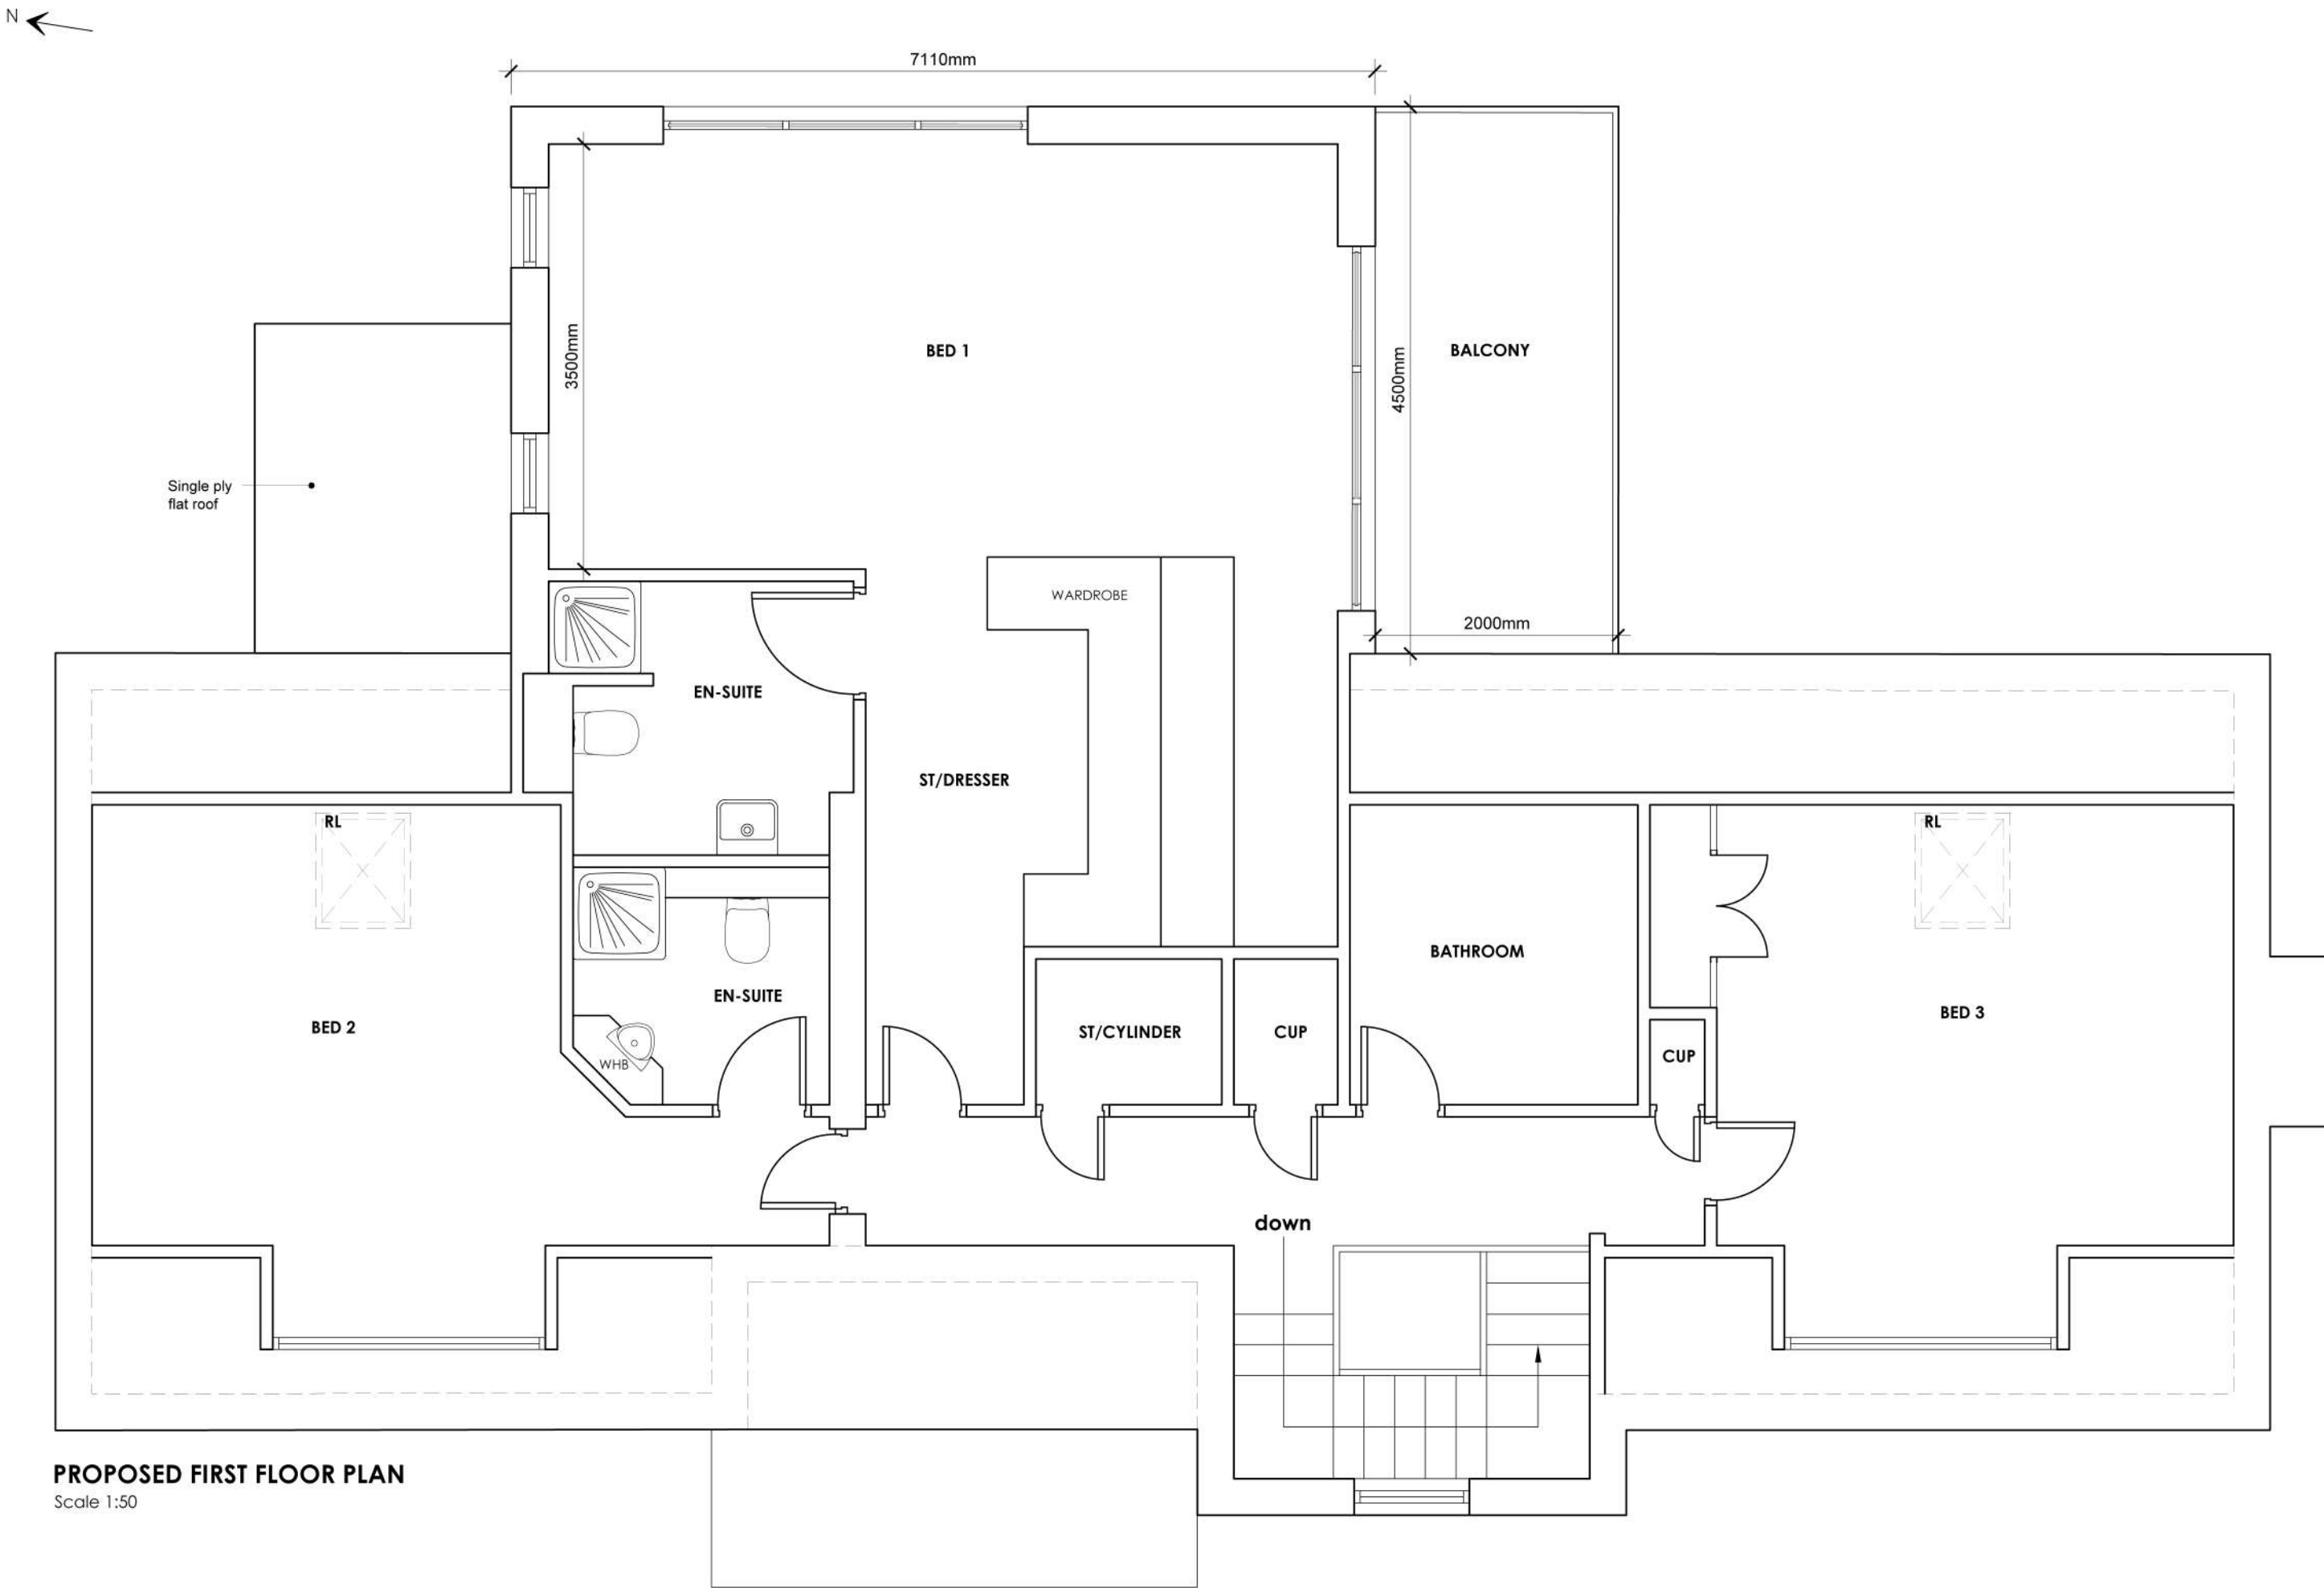 N
7110mm
3500mm
BED 1
4500mm
BALCONY
Single ply
flat roof
WARDROBE
2000mm
EN-SUITE
ST/DRESSER
RL
RL
BATHROOM
EN-SUITE
BED 2
ST/CYLINDER
CUP
BED 3
WHB
CUP
down
PROPOSED FIRST FLOOR PLAN
Scale 1:50